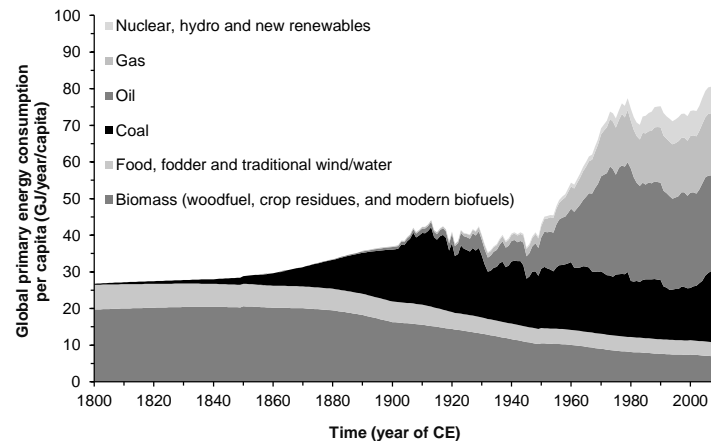 Global primary energy consumption
per capita (GJ/year/capita)
100
90
80
70
60
50
40
30
20
10
0
Nuclear, hydro and new renewables
Gas
Oil
Coal
Food, fodder and traditional wind/water
Biomass (woodfuel, crop residues, and modern biofuels)
1800 1820 1840 1860 1880 1900 1920 1940 1960 1980 2000
Time (year of CE)